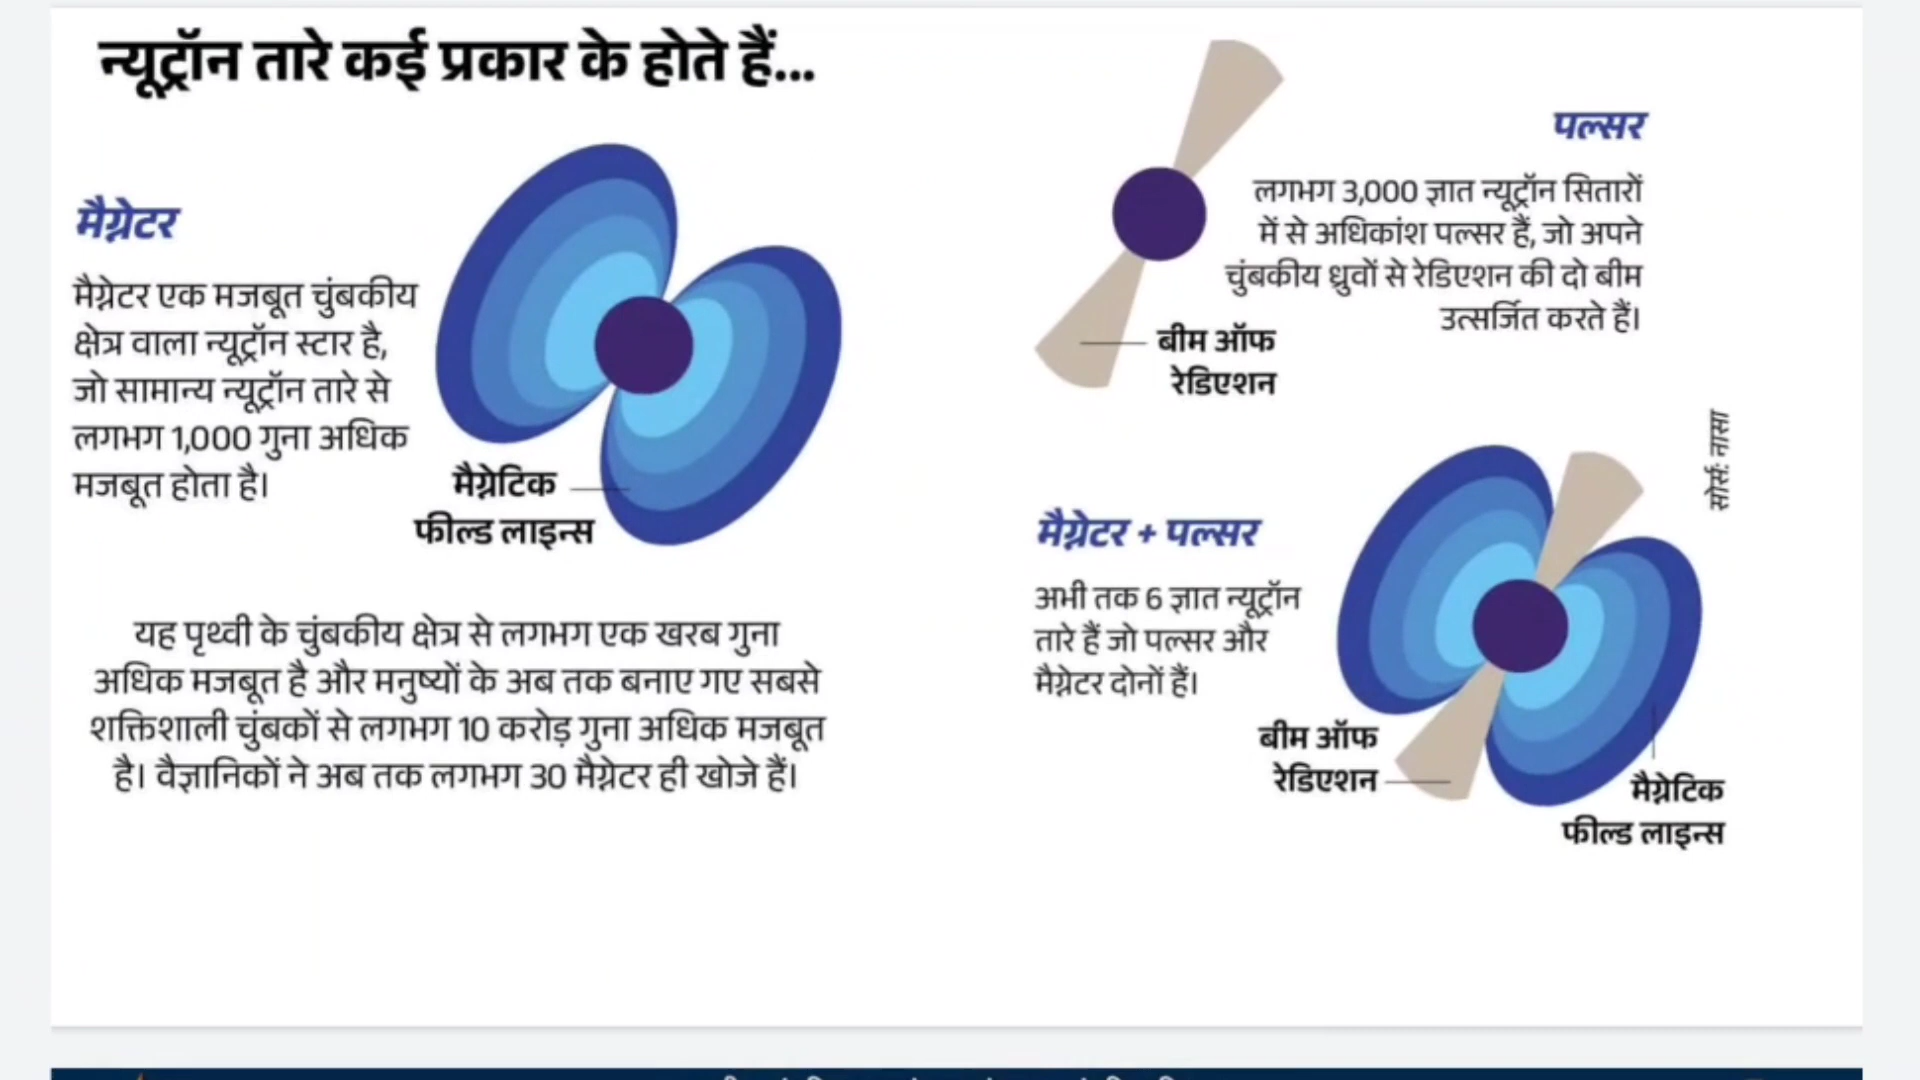 न्यूट्रॉन तारे कई प्रकार के होते हैं...
मैग्नेटर
मैग्नेटर एक मजबूत चुंबकीय
क्षेत्र वाला न्यूट्रॉन स्टार है,
जो सामान्य न्यूट्रॉन तारे से
लगभग 1,000 गुना अधिक
मजबूत होता है।
मैग्नेटिक
फील्ड लाइन्स
यह पृथ्वी के चुंबकीय क्षेत्र से लगभग एक खरब गुना
अधिक मजबूत है और मनुष्यों के अब तक बनाए गए सबसे
शक्तिशाली चुंबकों से लगभग 10 करोड़ गुना अधिक मजबूत
है। वैज्ञानिकों ने अब तक लगभग 30 मैग्नेटर ही खोजे हैं।
पल्सर
लगभग 3,000 ज्ञात न्यूट्रॉन सितारों
में से अधिकांश पल्सर हैं, जो अपने
चुंबकीय ध्रुवों से रेडिएशन की दो बीम
उत्सर्जित करते हैं।
बीम ऑफ
रेडिएशन
सोर्स: नासा
मैग्नेटर + पल्सर
अभी तक 6 ज्ञात न्यूट्रॉन
तारे हैं जो पल्सर और
मैग्नेटर दोनों हैं।
बीम ऑफ
रेडिएशन
मैग्नेटिक
फील्ड लाइन्स